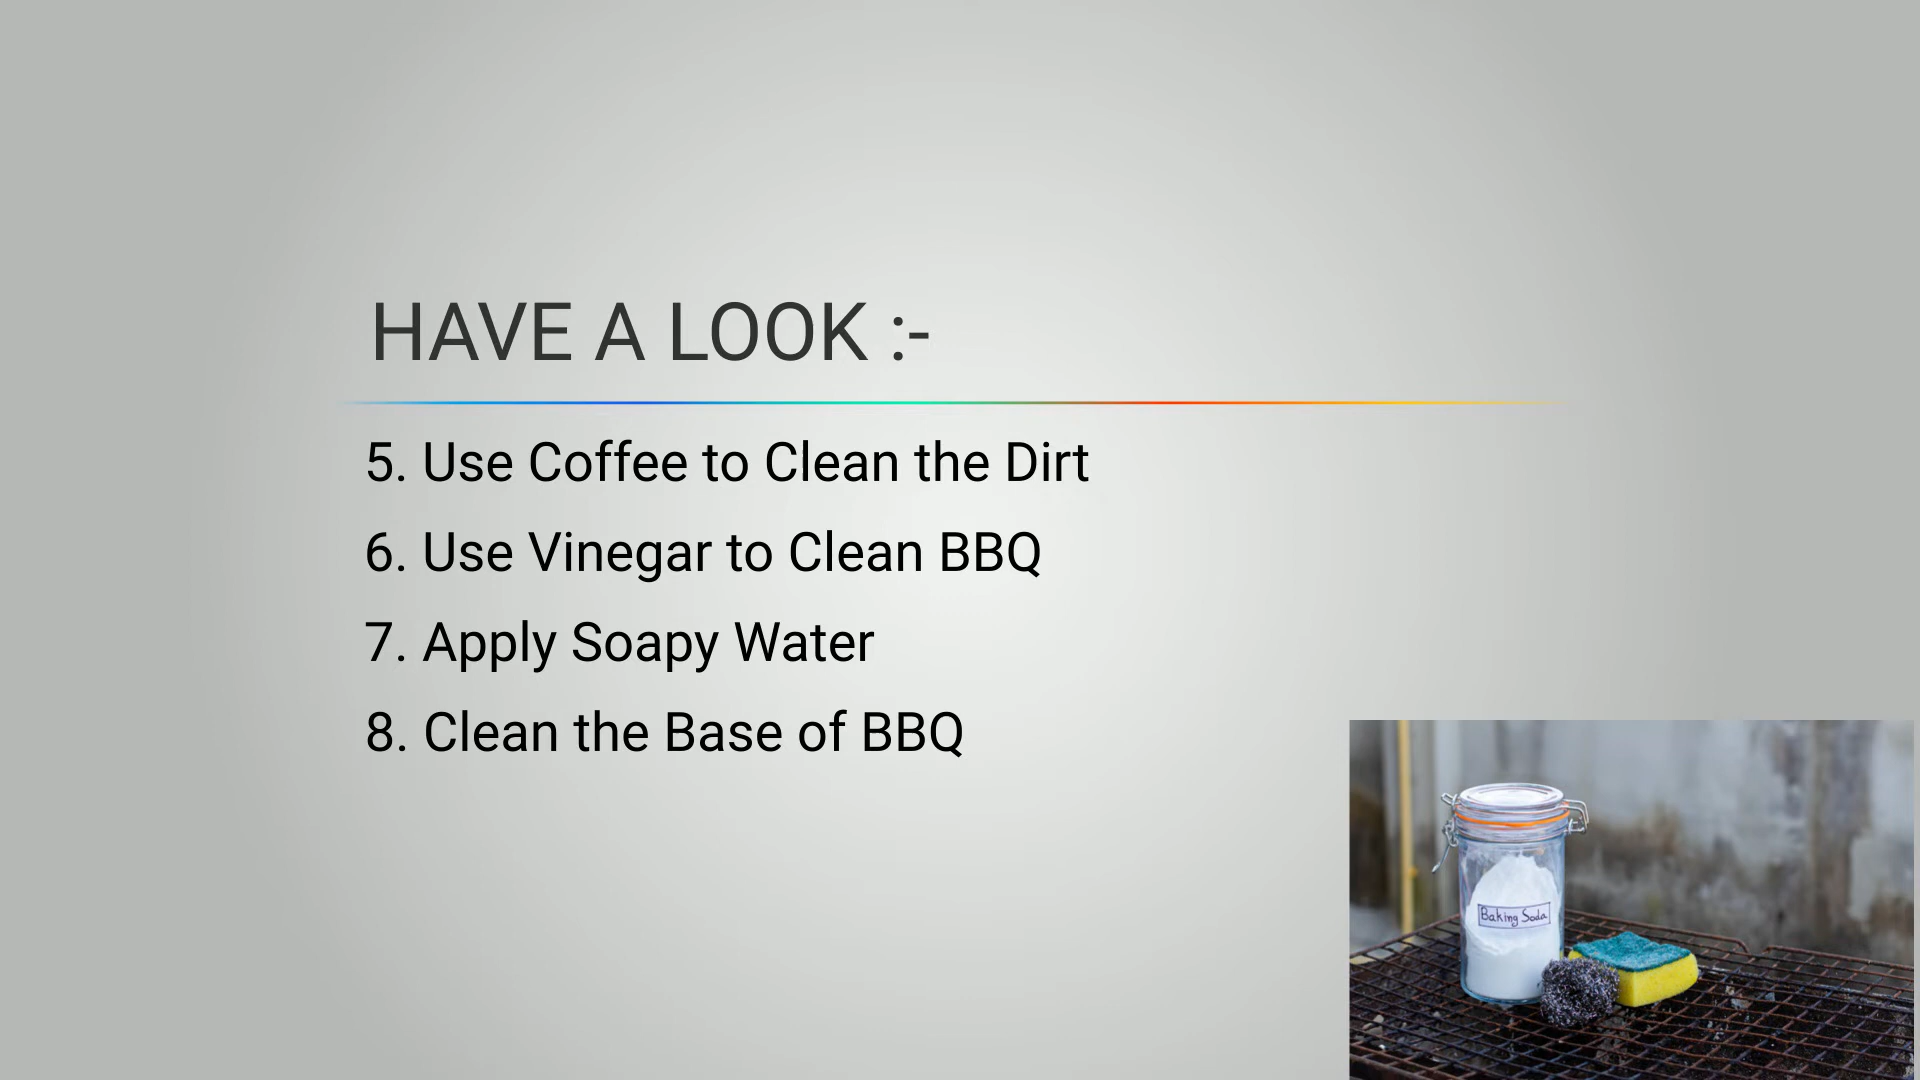 HAVE A LOOK :-
5. Use Coffee to Clean the Dirt
6. Use Vinegar to Clean BBQ
7. Apply Soapy Water
8. Clean the Base of BBQ
Baking Soda